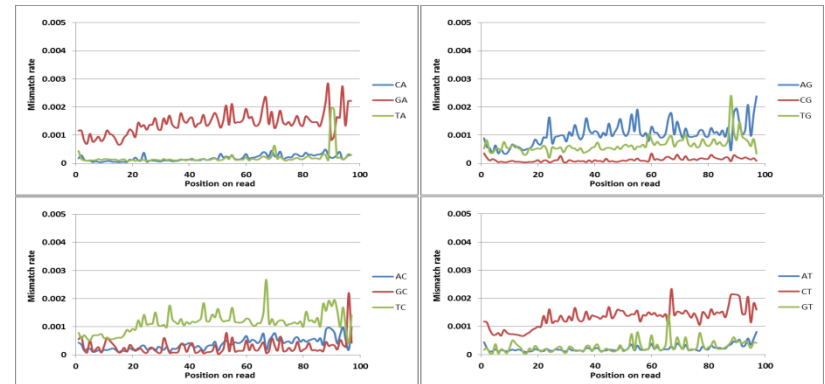 0.005
0.004
0.003
0.002
0.001
0
Mismatch rate
0 20 40 60 80 100
Position on read
CA
GA
TA
0.005
0.004
0.003
0.002
0.001
0
Mismatch rate
0 20 40 60 80 100
Position on read
AG
CG
TG
0.005
0.004
0.003
0.002
0.001
0
Mismatch rate
0 20 40 60 80 100
Position on read
AC
GC
TC
0.005
0.004
0.003
0.002
0.001
0
Mismatch rate
0 20 40 60 80 100
Position on read
AT
CT
GT